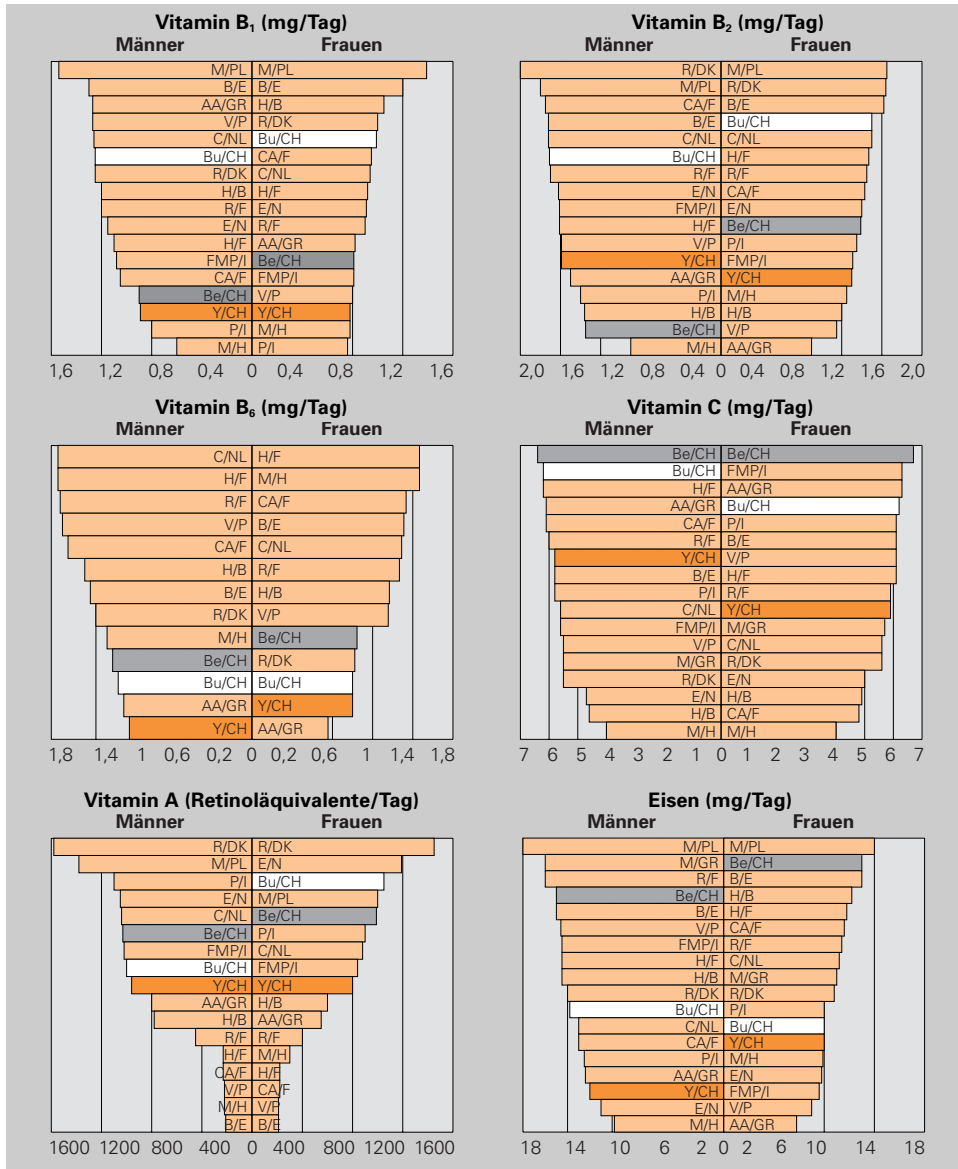 Vitamin B₁ (mg/Tag)
Männer Frauen
M/PL M/PL
B/E B/E
AA/GR H/B
V/P R/DK
C/NL Bu/CH
Bu/CH CA/F
R/DK C/NL
H/B H/F
R/F E/N
E/N R/F
H/F AA/GR
FMP/I Be/CH
CA/F FMP/I
Be/CH V/P
Y/CH Y/CH
P/I M/H
M/H P/I
1,6 1,2 0,8 0,4 0 0,4 0,8 1,2 1,6
Vitamin B₂ (mg/Tag)
Männer Frauen
R/DK M/PL
M/PL R/DK
CA/F B/E
B/E Bu/CH
C/NL C/NL
Bu/CH H/F
R/F R/F
E/N CA/F
FMP/I E/N
H/F Be/CH
V/P P/I
Y/CH FMP/I
AA/GR Y/CH
P/I M/H
H/B H/B
Be/CH V/P
M/H AA/GR
2,0 1,6 1,2 0,8 0,4 0 0,4 0,8 1,2 1,6 2,0
Vitamin B₆ (mg/Tag)
Männer Frauen
C/NL H/F
H/F M/H
R/F CA/F
V/P B/E
CA/F C/NL
H/B R/F
B/E H/B
R/DK V/P
M/H Be/CH
Be/CH R/DK
Bu/CH Bu/CH
AA/GR Y/CH
Y/CH AA/GR
1,8 1,4 1 0,6 0,2 0 0,2 0,6 1 1,4 1,8
Vitamin C (mg/Tag)
Männer Frauen
Be/CH Be/CH
Bu/CH FMP/I
H/F AA/GR
AA/GR Bu/CH
CA/F P/I
R/F B/E
Y/CH V/P
B/E H/F
P/I R/F
C/NL Y/CH
FMP/I M/GR
V/P C/NL
M/GR R/DK
R/DK E/N
E/N H/B
H/B CA/F
M/H M/H
7 6 5 4 3 2 1 0 1 2 3 4 5 6 7
Vitamin A (Retinoläquivalente/Tag)
Männer Frauen
R/DK R/DK
M/PL E/N
P/I Bu/CH
E/N M/PL
C/NL Be/CH
Be/CH P/I
FMP/I C/NL
Bu/CH FMP/I
Y/CH Y/CH
AA/GR H/B
H/B AA/GR
R/F R/F
H/F M/H
CA/F H/F
V/P CA/F
M/H V/P
B/E B/E
1600 1200 800 400 0 400 800 1200 1600
Eisen (mg/Tag)
Männer Frauen
M/PL M/PL
M/GR Be/CH
R/F B/E
Be/CH H/B
B/E H/F
V/P CA/F
FMP/I R/F
H/F C/NL
H/B M/GR
R/DK R/DK
Bu/CH P/I
C/NL Bu/CH
CA/F Y/CH
P/I M/H
AA/GR E/N
Y/CH FMP/I
E/N V/P
M/H AA/GR
18 14 10 6 2 0 2 6 10 14 18